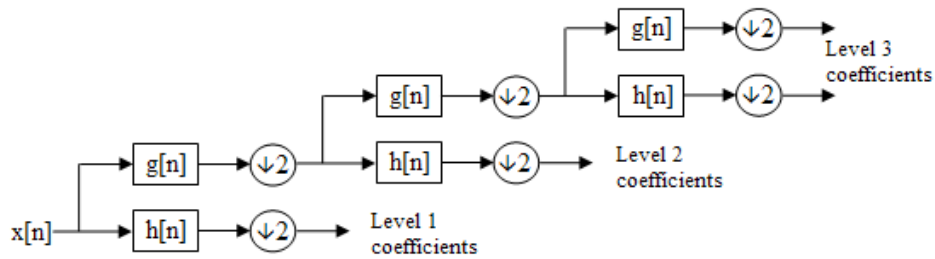 g[n] ↓2
Level 3
coefficients
g[n] ↓2 h[n] ↓2
g[n] ↓2 h[n] ↓2
Level 2
coefficients
x[n] h[n] ↓2
Level 1
coefficients